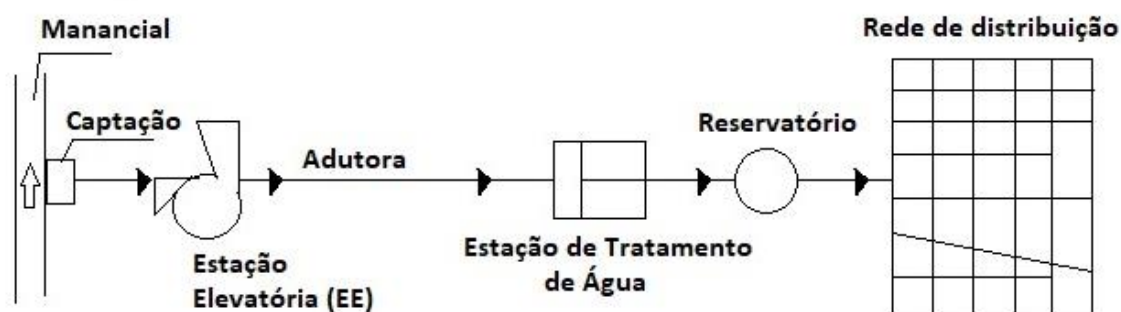 Manancial
Captação
Estação
Elevatória (EE)
Adutora
Estação de Tratamento
de Água
Reservatório
Rede de distribuição